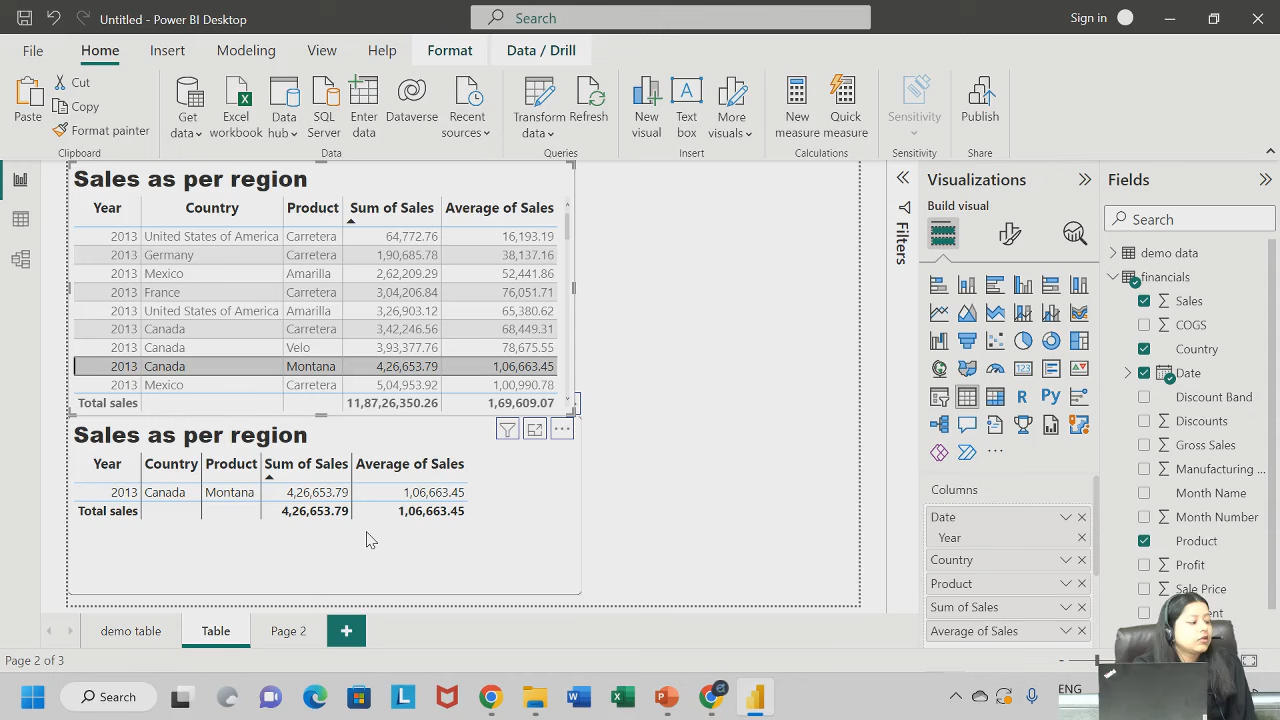 Untitled - Power BI Desktop
Search
Sign in
File
Home
Insert
Modeling
View
Help
Format
Data / Drill
Paste
Cut
Copy
Format painter
Clipboard
Get data
Excel workbook
Data hub
SQL Server
Enter data
Dataverse
Recent sources
Data
Transform data
Refresh
Queries
New visual
Text box
More visuals
Insert
New measure
Quick measure
Calculations
Sensitivity
Sensitivity
Publish
Share
Sales as per region
Year Country Product Sum of Sales Average of Sales
2013 United States of America Carretera 64,772.76 16,193.19
2013 Germany Carretera 1,90,685.78 38,137.16
2013 Mexico Amarilla 2,62,209.29 52,441.86
2013 France Carretera 3,04,206.84 76,051.71
2013 United States of America Amarilla 3,26,903.12 65,380.62
2013 Canada Carretera 3,42,246.56 68,449.31
2013 Canada Velo 3,93,377.76 78,675.55
2013 Canada Montana 4,26,653.79 1,06,663.45
2013 Mexico Carretera 5,04,953.92 1,00,990.78
Total sales 11,87,26,350.26 1,69,609.07
Sales as per region
Year Country Product Sum of Sales Average of Sales
2013 Canada Montana 4,26,653.79 1,06,663.45
Total sales 4,26,653.79 1,06,663.45
Filters
Visualizations
Build visual
123
R
Py
Columns
Date
Year
Country
Product
Sum of Sales
Average of Sales
Fields
Search
demo data
financials
Sales
COGS
Country
Date
Discount Band
Discounts
Gross Sales
Manufacturing ...
Month Name
Month Number
Product
Profit
Sale Price
demo table
Table
Page 2
Page 2 of 3
Search
ENG